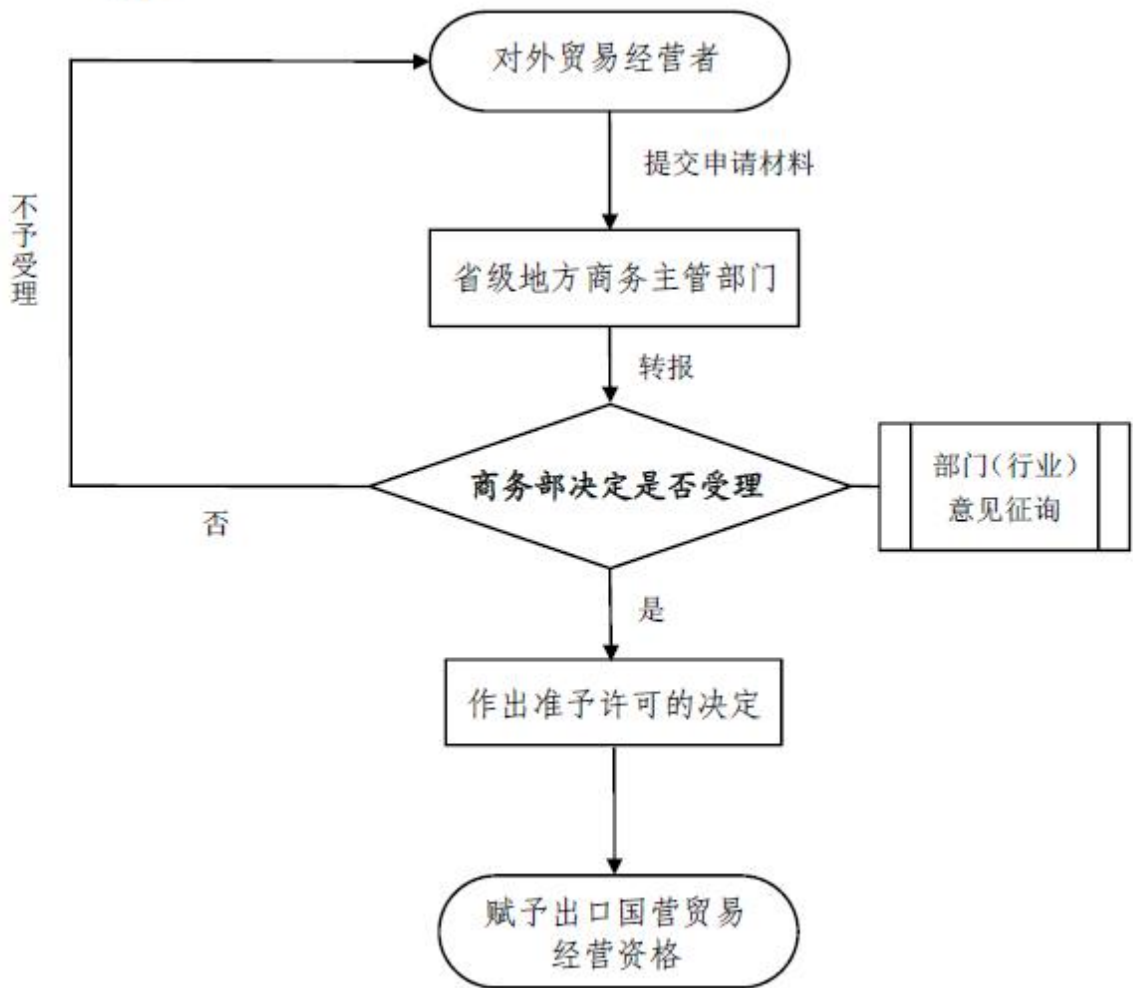 对外贸易经营者
提交申请材料
不予受理
省级地方商务主管部门
转报
商务部决定是否受理
部门(行业)
意见征询
否
是
作出准予许可的决定
赋予出口国营贸易
经营资格